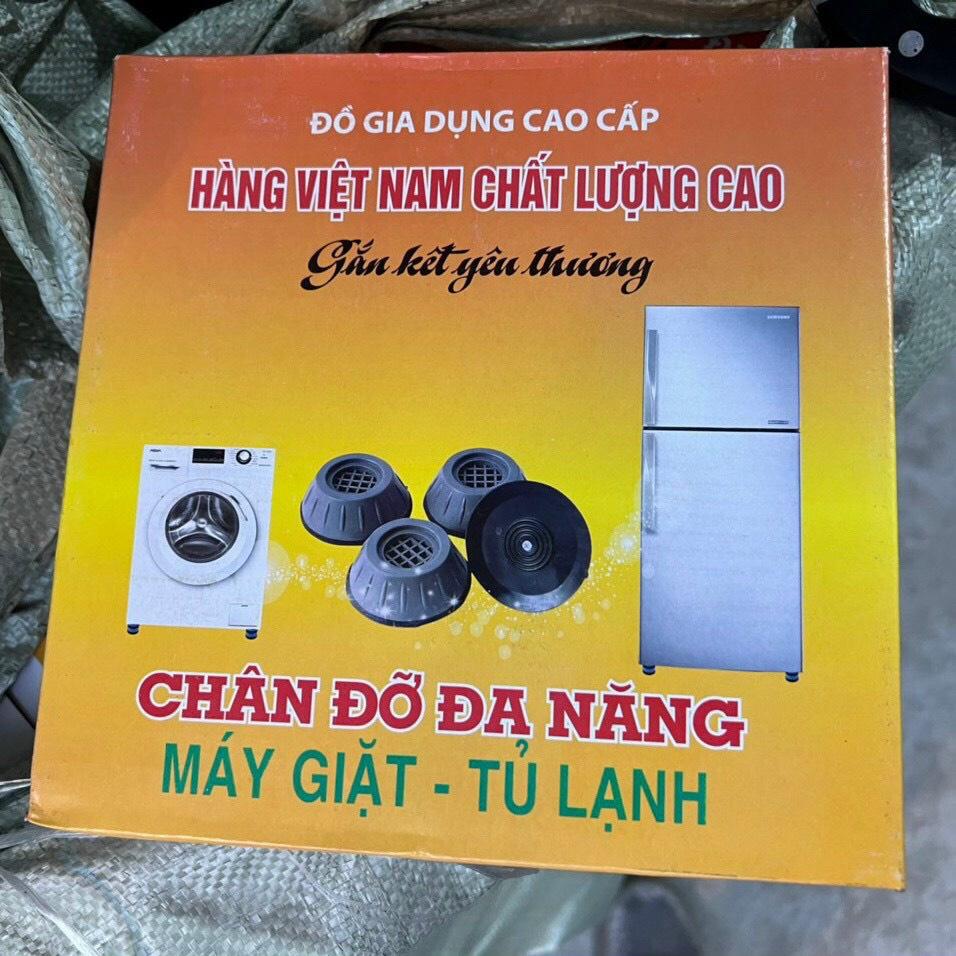 ĐỒ GIA DỤNG CAO CẤP
HÀNG VIỆT NAM CHẤT LƯỢNG CAO
Gắn kết yêu thương
SAMSUNG
CHÂN ĐỠ ĐA NĂNG
MÁY GIẶT - TỦ LẠNH